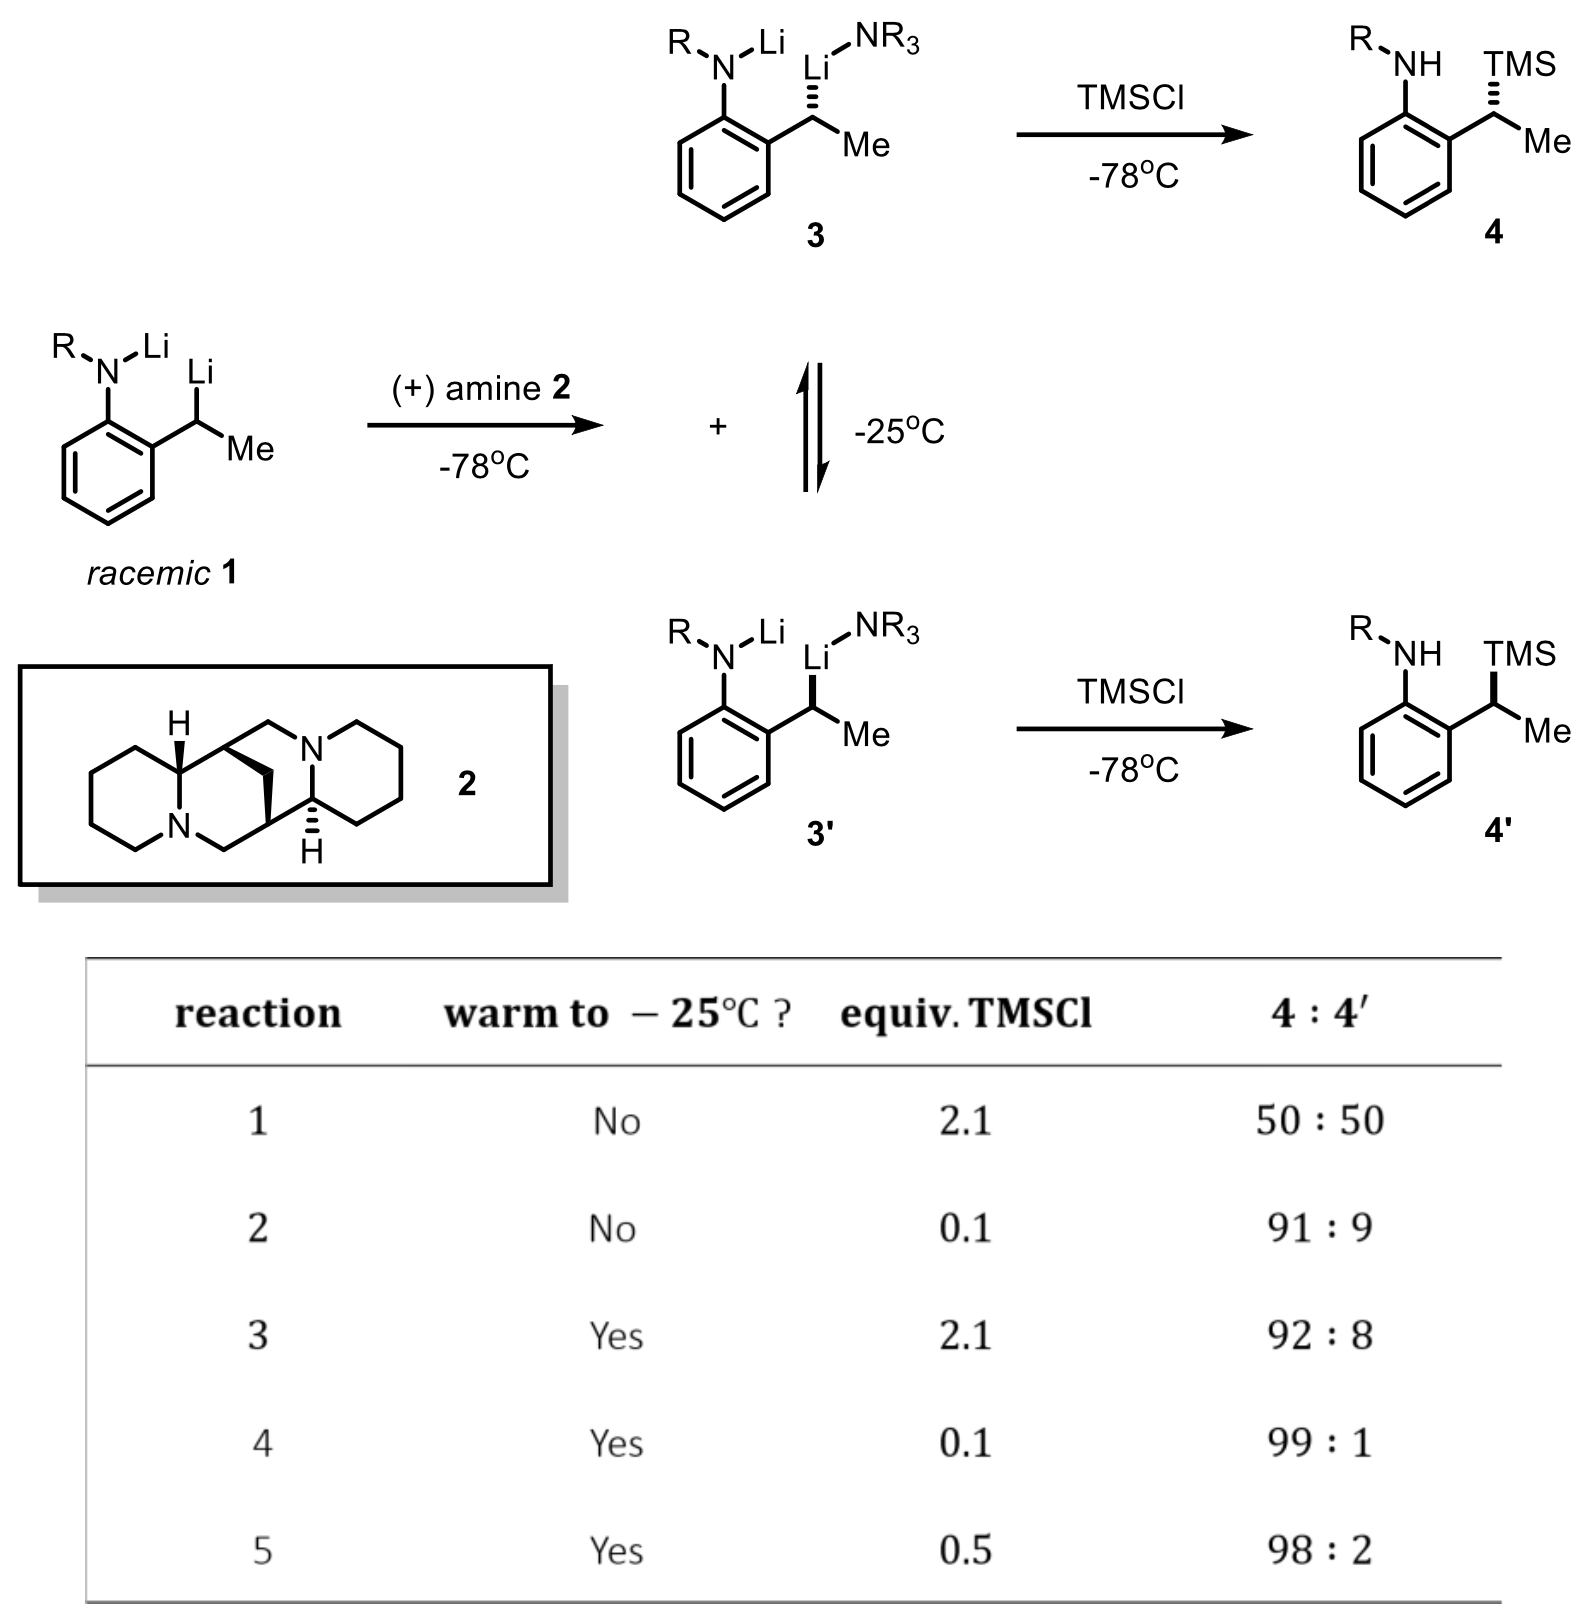 R N Li Li NR3 Me
3
TMSCl
-78°C
R NH TMS Me
4
R N Li Li Me
racemic 1
(+) amine 2
-78°C
+
-25°C
H N N H
2
R N Li Li NR3 Me
3'
TMSCl
-78°C
R NH TMS Me
4'
reaction warm to − 25°C ? equiv. TMSCl 4 : 4′
1 No 2.1 50 : 50
2 No 0.1 91 : 9
3 Yes 2.1 92 : 8
4 Yes 0.1 99 : 1
5 Yes 0.5 98 : 2